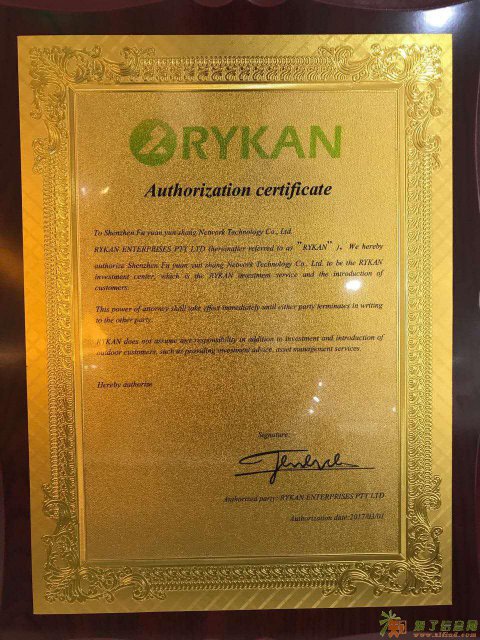 RYKAN
Authorization certificate
To Shenzhen Fu yuan yun shang Network Technology Co., Ltd.
RYKAN ENTERPRISES PTY LTD (hereinafter referred to as "RYKAN" ). We hereby
authorize Shenzhen Fu yuan yun shang Network Technology Co., Ltd. to be the RYKAN
investment center, which is the RYKAN investment service and the introduction of
customers.
This power of attorney shall take effect immediately until either party terminates in writing
to the other party.
RYKAN does not assume any responsibility in addition to investment and introduction of
outdoor customers, such as providing investment advice, asset management services.
Hereby authorize
Signature:
Authorized party: RYKAN ENTERPRISES PTY LTD
Authorization date: 2017/03/01